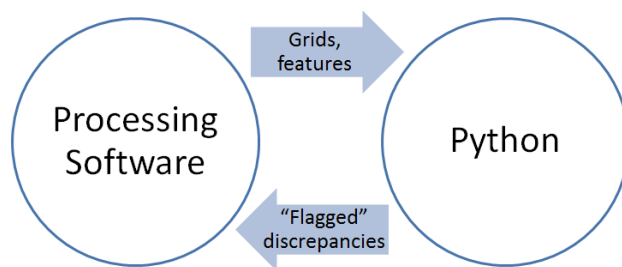 Grids,
features
Processing
Software
Python
“Flagged”
discrepancies